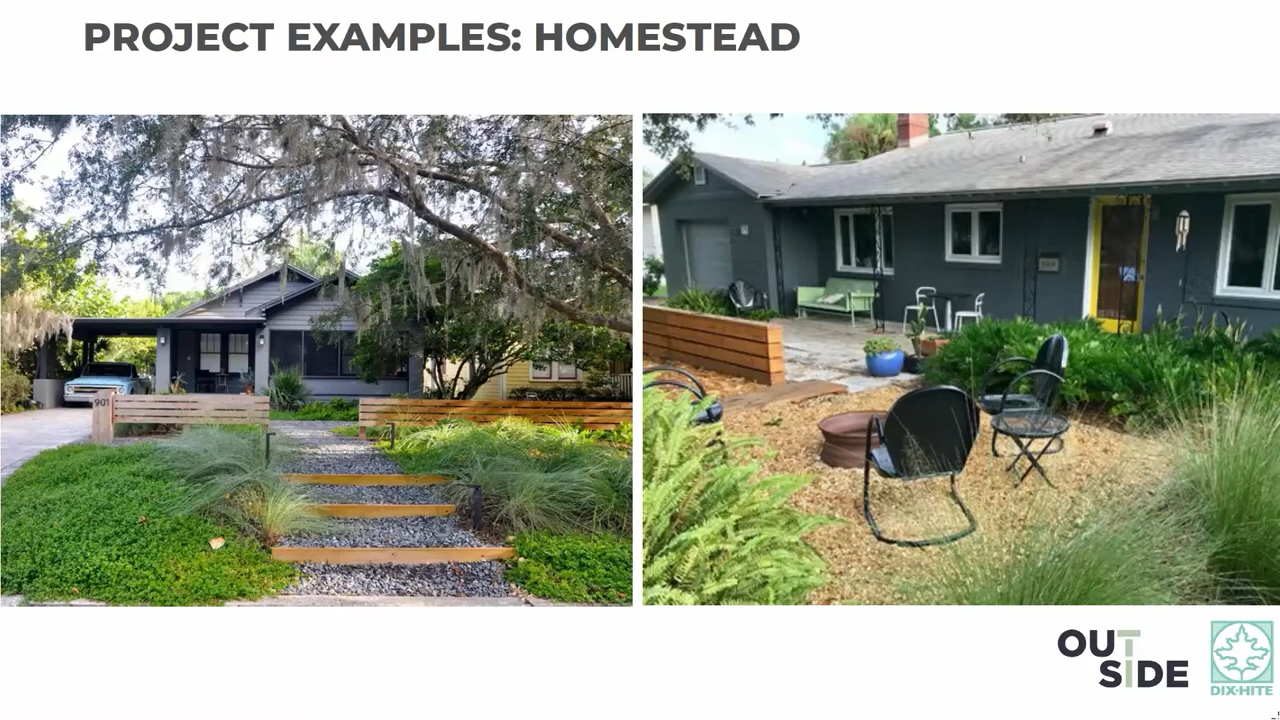 PROJECT EXAMPLES: HOMESTEAD
901
OUT
SIDE
DIX•HITE